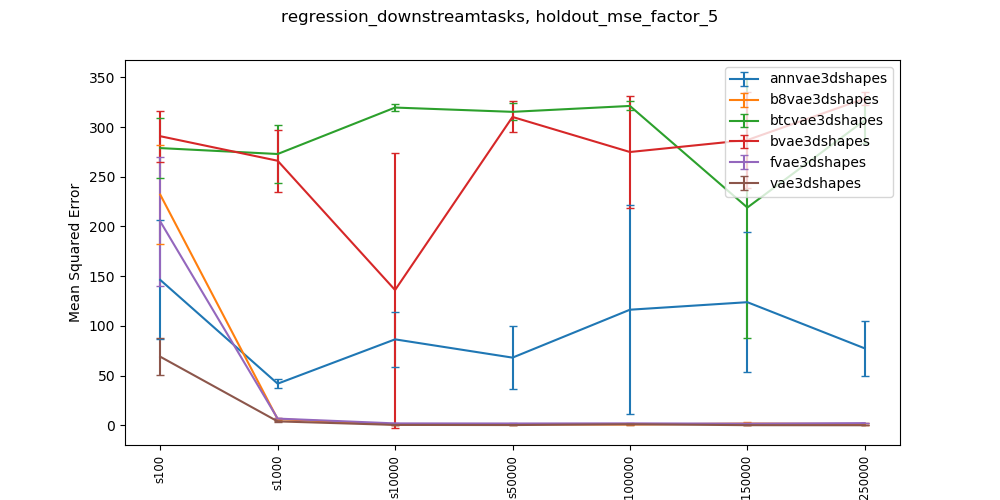 regression_downstreamtasks, holdout_mse_factor_5
Mean Squared Error
350
300
250
200
150
100
50
0
annvae3dshapes
b8vae3dshapes
btcvae3dshapes
bvae3dshapes
fvae3dshapes
vae3dshapes
s100
s1000
s10000
s50000
100000
150000
250000